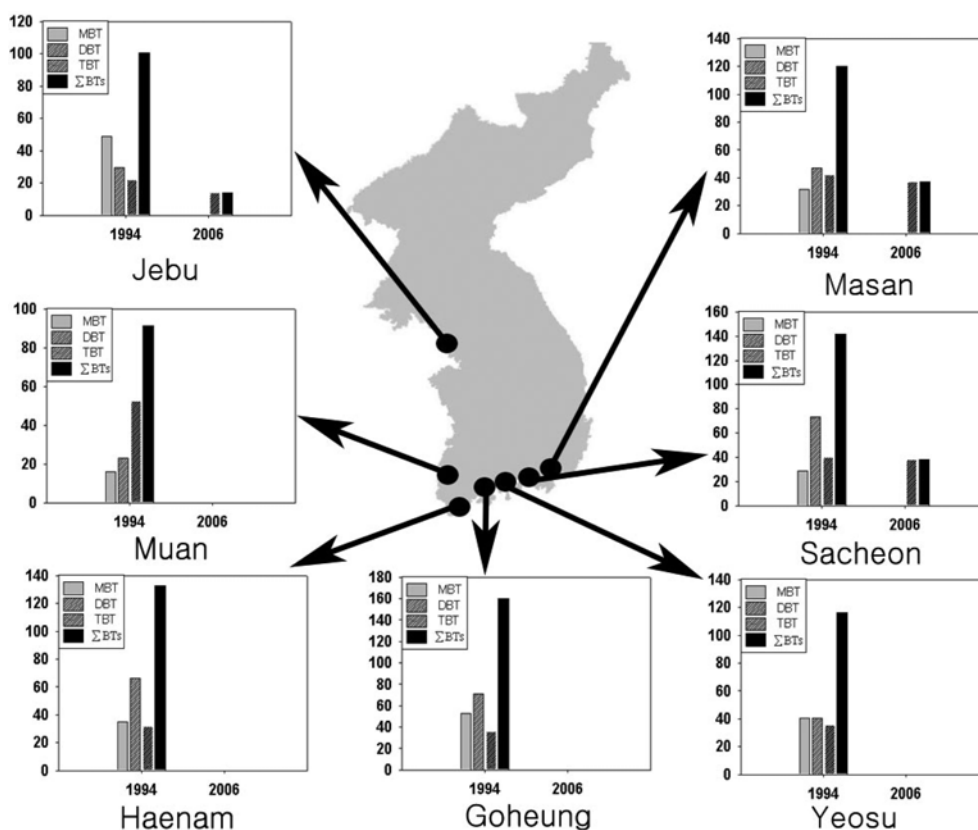 120
100
80
60
40
20
0
MBT
DBT
TBT
∑BTs
1994 2006
Jebu
140
120
100
80
60
40
20
0
MBT
DBT
TBT
∑BTs
1994 2006
Masan
100
80
60
40
20
0
MBT
DBT
TBT
∑BTs
1994 2006
Muan
160
140
120
100
80
60
40
20
0
MBT
DBT
TBT
∑BTs
1994 2006
Sacheon
140
120
100
80
60
40
20
0
MBT
DBT
TBT
∑BTs
1994 2006
Haenam
180
160
140
120
100
80
60
40
20
0
MBT
DBT
TBT
∑BTs
1994 2006
Goheung
140
120
100
80
60
40
20
0
MBT
DBT
TBT
∑BTs
1994 2006
Yeosu